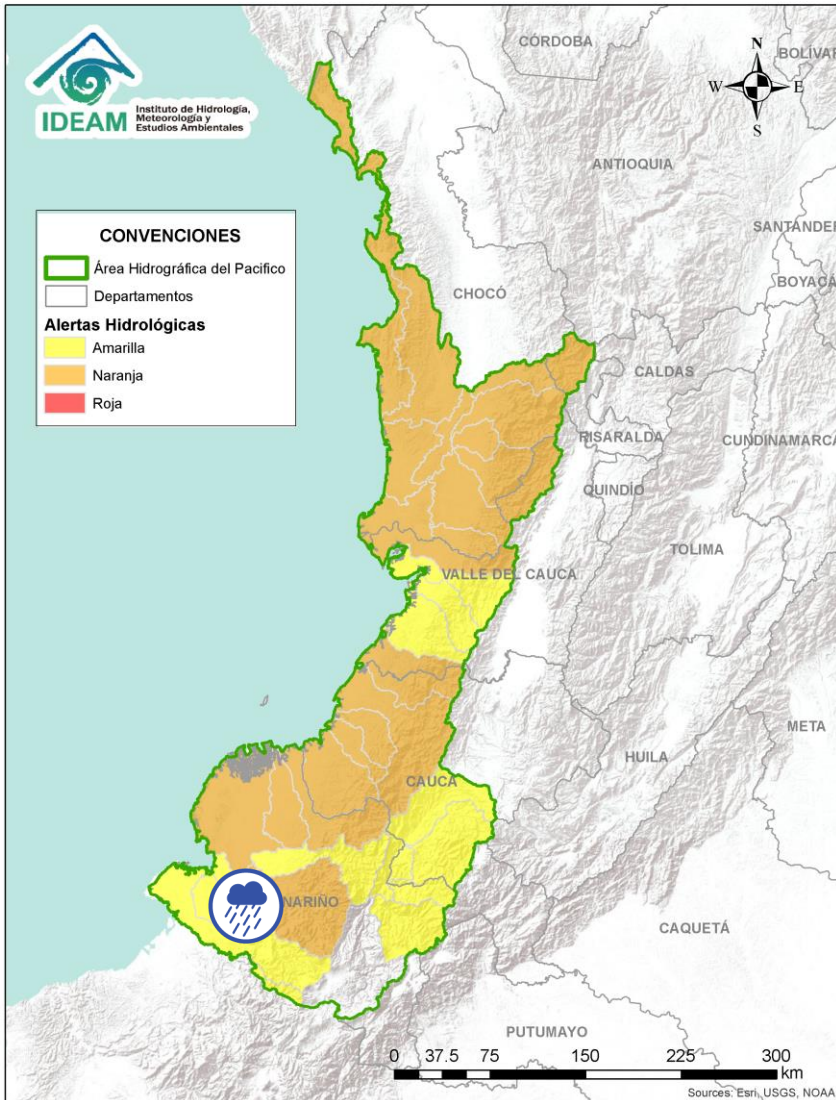 IDEAM
Instituto de Hidrología,
Meteorología y
Estudios Ambientales
N
W E
S
CONVENCIONES
Área Hidrográfica del Pacifico
Departamentos
Alertas Hidrológicas
Amarilla
Naranja
Roja
CÓRDOBA
BOLÍVAR
ANTIOQUIA
SANTANDER
BOYACÁ
CHOCÓ
CALDAS
RISARALDA
CUNDINAMARCA
QUINDÍO
TOLIMA
VALLE DEL CAUCA
META
HUILA
CAUCA
NARIÑO
CAQUETÁ
PUTUMAYO
0 37.5 75 150 225 300
km
Sources: Esri, USGS, NOAA